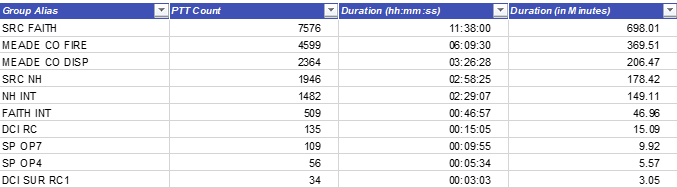 Group Alias PTT Count Duration (hh:mm:ss) Duration (in Minutes)
SRC FAITH 7576 11:38:00 698.01
MEADE CO FIRE 4599 06:09:30 369.51
MEADE CO DISP 2364 03:26:28 206.47
SRC NH 1946 02:58:25 178.42
NH INT 1482 02:29:07 149.11
FAITH INT 509 00:46:57 46.96
DCI RC 135 00:15:05 15.09
SP OP7 109 00:09:55 9.92
SP OP4 56 00:05:34 5.57
DCI SUR RC1 34 00:03:03 3.05